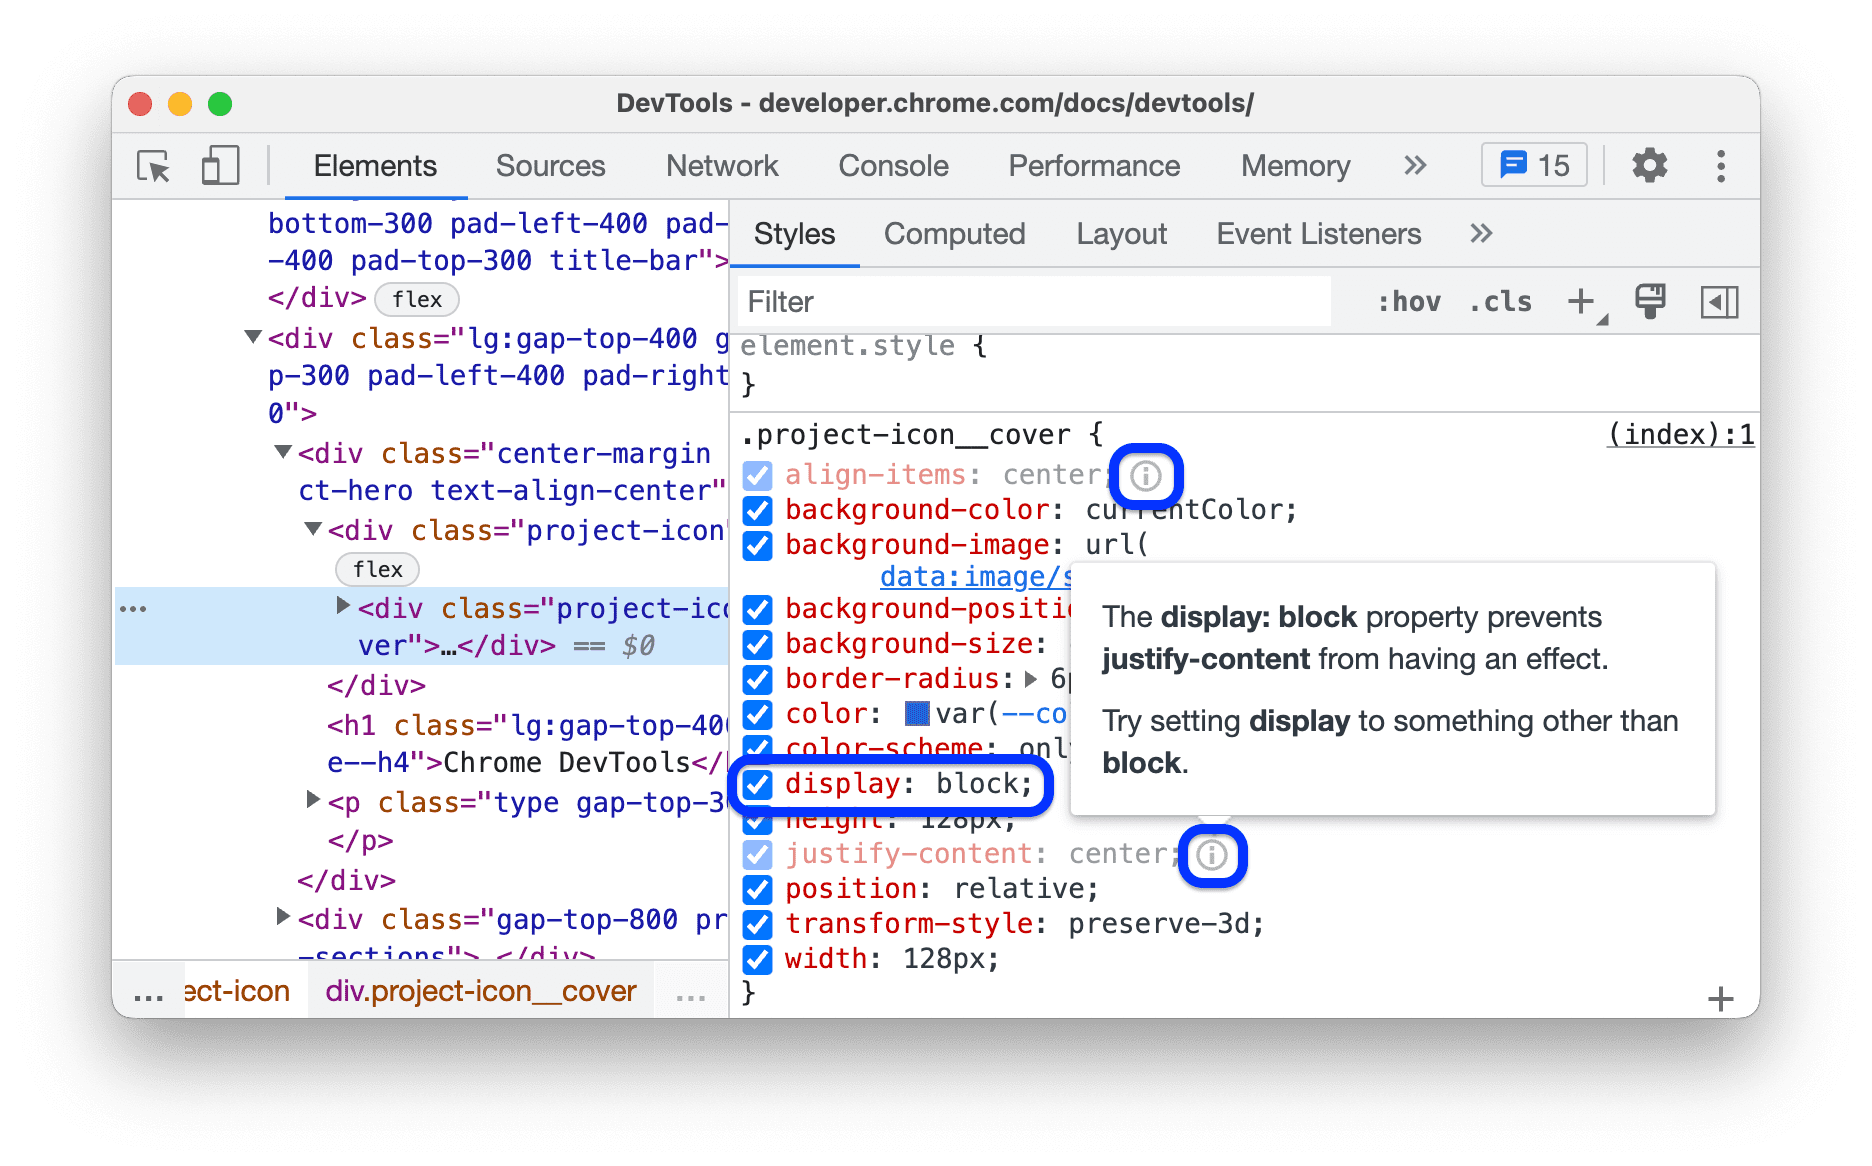 DevTools - developer.chrome.com/docs/devtools/
Elements Sources Network Console Performance Memory » 15
bottom-300 pad-left-400 pad-
-400 pad-top-300 title-bar">
</div> flex
<div class="lg:gap-top-400 g
p-300 pad-left-400 pad-right
0">
<div class="center-margin
ct-hero text-align-center"
<div class="project-icon"
flex
… <div class="project-ico
ver">…</div> == $0
</div>
<h1 class="lg:gap-top-400
e--h4">Chrome DevTools</
<p class="type gap-top-3
</p>
</div>
<div class="gap-top-800 pr
-sections"> </div>
... ect-icon div.project-icon__cover ...
Styles Computed Layout Event Listeners »
Filter :hov .cls +
element.style {
}
.project-icon__cover { (index):1
align-items: center;
background-color: currentColor;
background-image: url(
data:image/s
background-positio
background-size:
border-radius: 6p
color: var(--co
color-scheme: only
display: block;
height: 128px;
justify-content: center;
position: relative;
transform-style: preserve-3d;
width: 128px;
}
+
The display: block property prevents
justify-content from having an effect.
Try setting display to something other than
block.